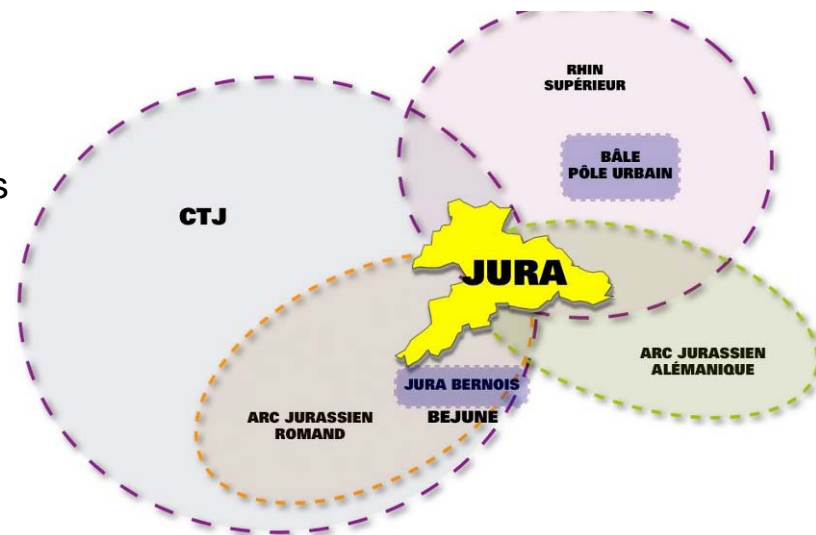 RHIN
SUPÉRIEUR
BÂLE
PÔLE URBAIN
s
CTJ
JURA
ARC JURASSIEN
ALÉMANIQUE
JURA BERNOIS
ARC JURASSIEN
ROMAND
BEJUNE